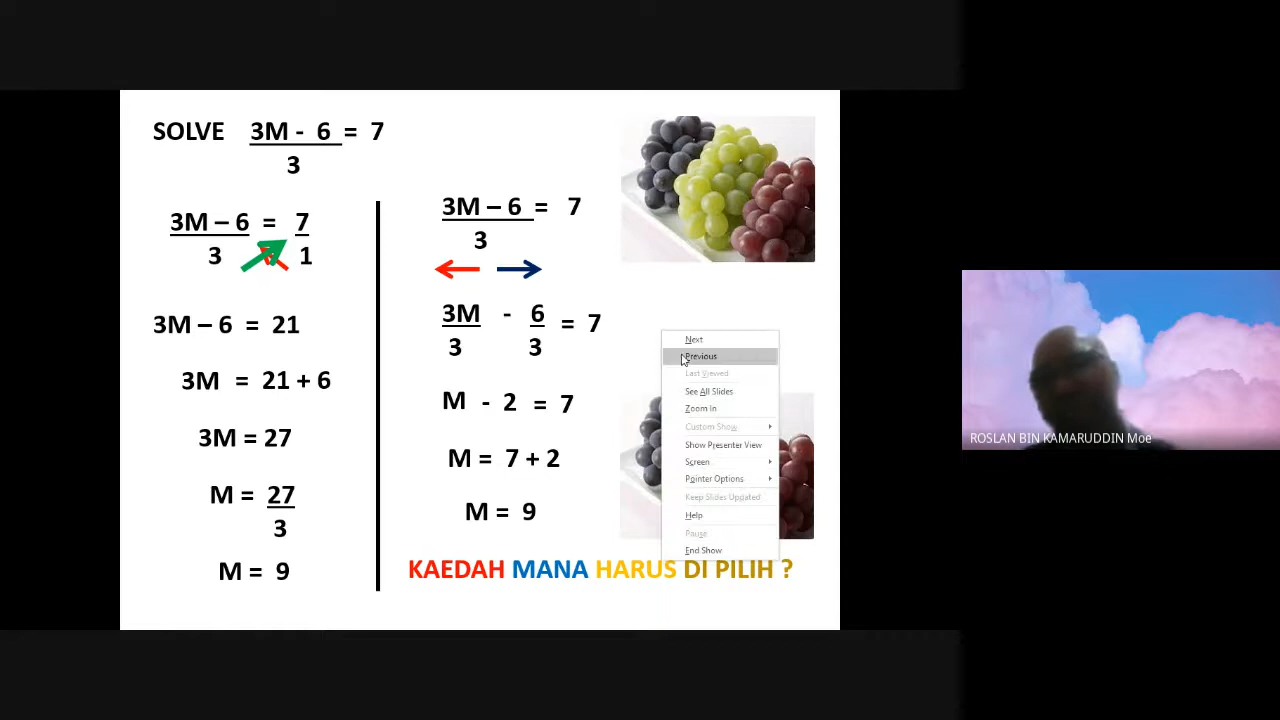 SOLVE 3M - 6 = 7
3
3M – 6 = 7
3 1
3M – 6 = 21
3M = 21 + 6
3M = 27
M = 27
3
M = 9
3M – 6 = 7
3
3M - 6 = 7
3 3
M - 2 = 7
M = 7 + 2
M = 9
KAEDAH MANA HARUS DI PILIH ?
Next
Previous
Last Viewed
See All Slides
Zoom In
Custom Show
Show Presenter View
Screen
Pointer Options
Keep Slides Updated
Help
Pause
End Show
ROSLAN BIN KAMARUDDIN Moe